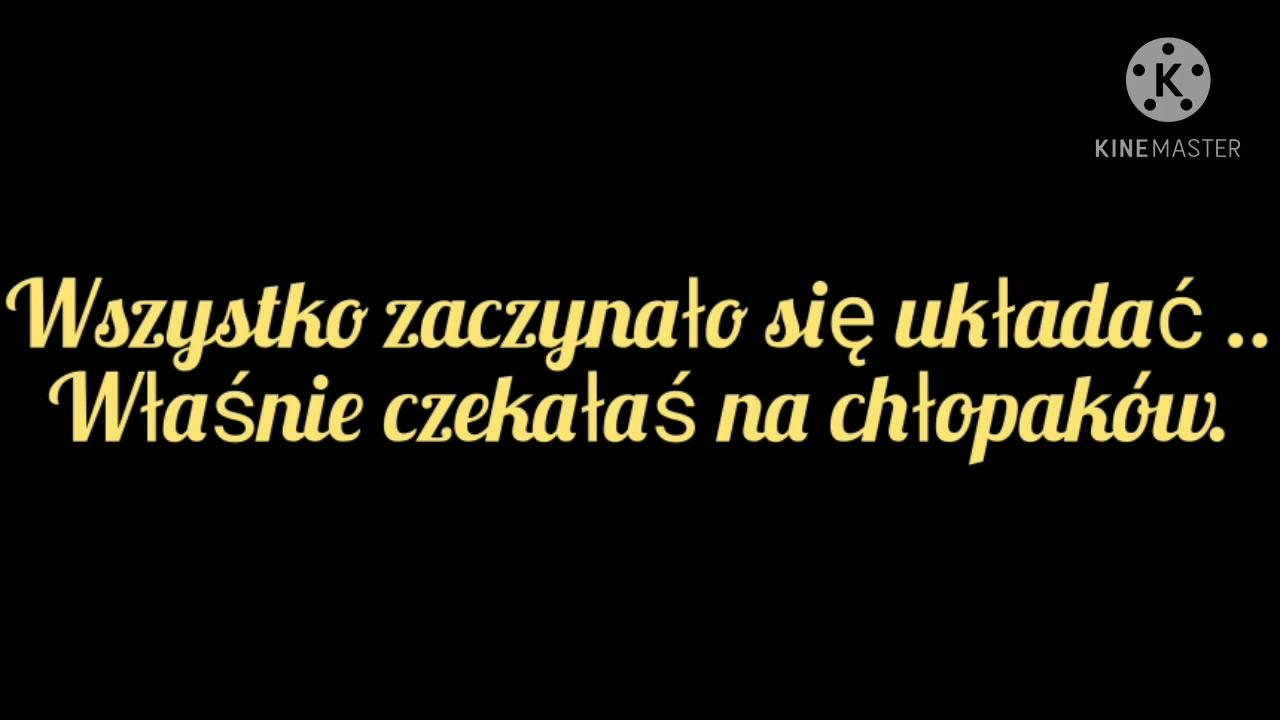 K
KINEMASTER
Wszystko zaczynało się układać ..
Właśnie czekałaś na chłopaków.